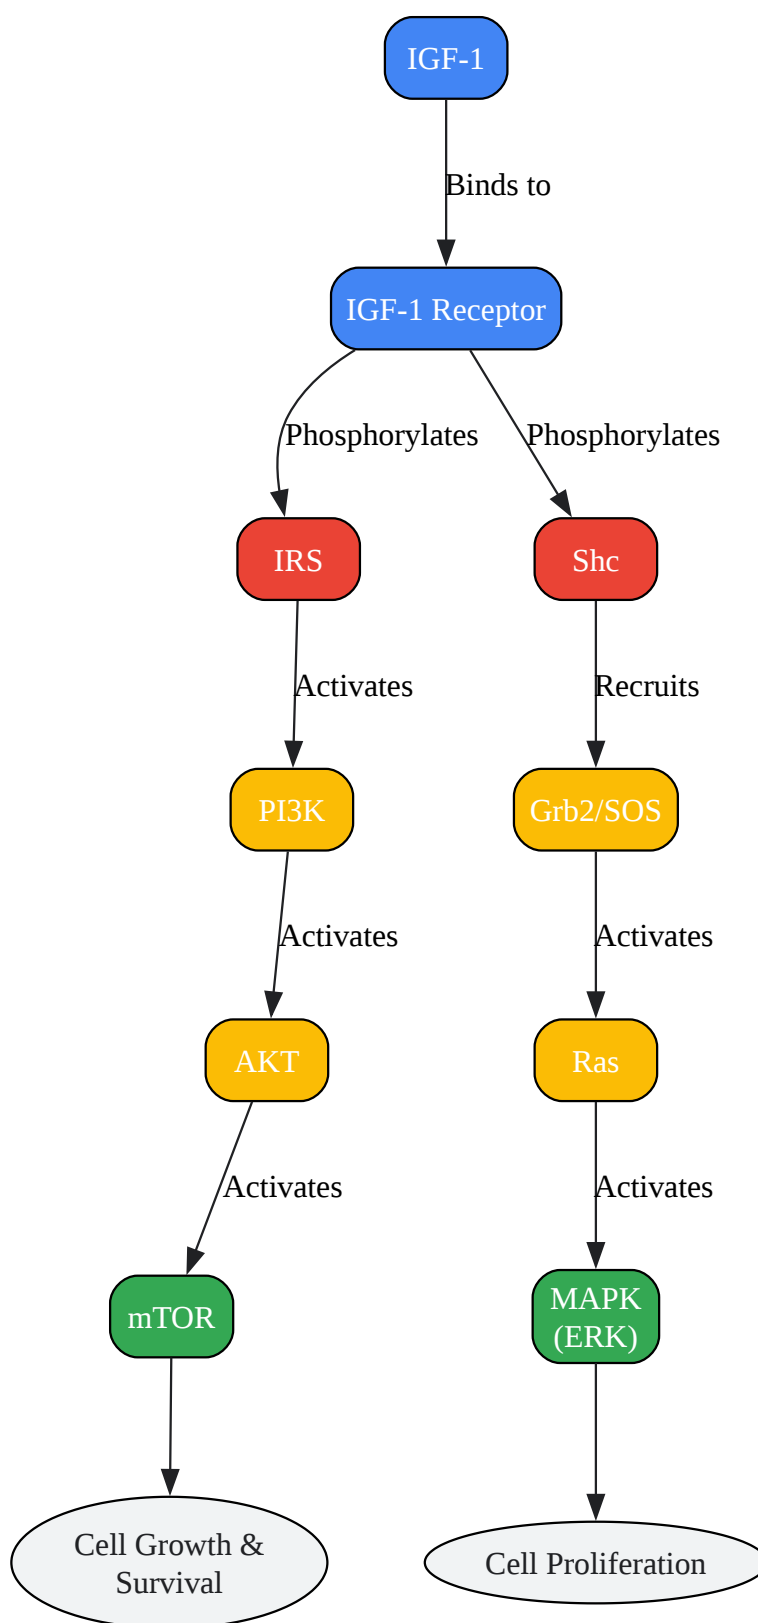 IGF-1
Binds to
IGF-1 Receptor
Phosphorylates
Phosphorylates
IRS
Shc
Activates
Recruits
PI3K
Grb2/SOS
Activates
Activates
AKT
Ras
Activates
Activates
mTOR
MAPK
(ERK)
Cell Growth &
Survival
Cell Proliferation